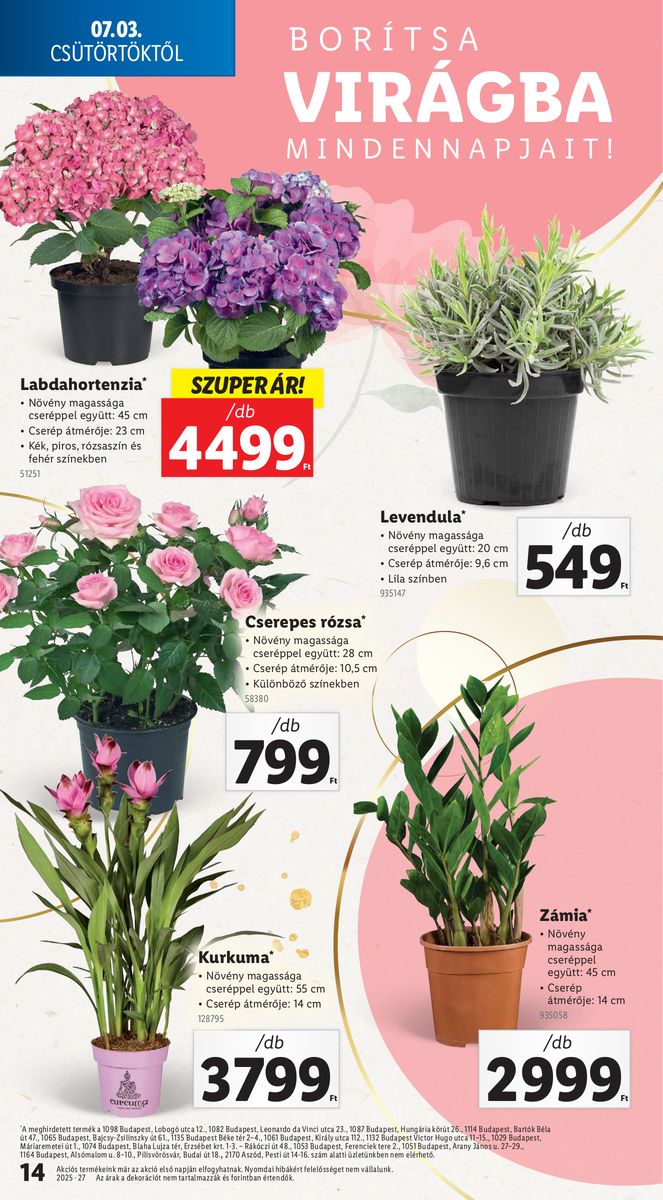 07.03.
CSÜTÖRTÖKTŐL
BORÍTSA
VIRÁGBA
MINDENNAPJAIT!
Labdahortenzia*
• Növény magassága
cseréppel együtt: 45 cm
• Cserép átmérője: 23 cm
• Kék, piros, rózsaszín és
fehér színekben
51251
SZUPER ÁR!
/db
4499 Ft
Levendula*
• Növény magassága
cseréppel együtt: 20 cm
• Cserép átmérője: 9,6 cm
• Lila színben
935147
/db
549 Ft
Cserepes rózsa*
• Növény magassága
cseréppel együtt: 28 cm
• Cserép átmérője: 10,5 cm
• Különböző színekben
58380
/db
799 Ft
Kurkuma*
• Növény magassága
cseréppel együtt: 55 cm
• Cserép átmérője: 14 cm
128795
/db
3799 Ft
curcuma
Zámia*
• Növény
magassága
cseréppel
együtt: 45 cm
• Cserép
átmérője: 14 cm
935058
/db
2999 Ft
*A meghirdetett termék a 1098 Budapest, Lobogó utca 12., 1082 Budapest, Leonardo da Vinci utca 23., 1087 Budapest, Hungária körút 26., 1114 Budapest, Bartók Béla
út 47., 1065 Budapest, Bajcsy-Zsilinszky út 61., 1135 Budapest Béke tér 2–4., 1061 Budapest, Király utca 112., 1132 Budapest Victor Hugo utca 11–15., 1029 Budapest,
Máriaremetei út 1., 1074 Budapest, Blaha Lujza tér, Erzsébet krt. 1-3. – Rákóczi út 48., 1053 Budapest, Ferenciek tere 2., 1051 Budapest, Arany János u. 27–29.,
1164 Budapest, Alsómalom u. 8–10., Pilisvörösvár, Budai út 18., 2170 Aszód, Pesti út 14-16. szám alatti üzletünkben nem elérhető.
14 Akciós termékeink már az akció első napján elfogyhatnak. Nyomdai hibákért felelősséget nem vállalunk.
2025 · 27 Az árak a dekorációt nem tartalmazzák és forintban értendők.